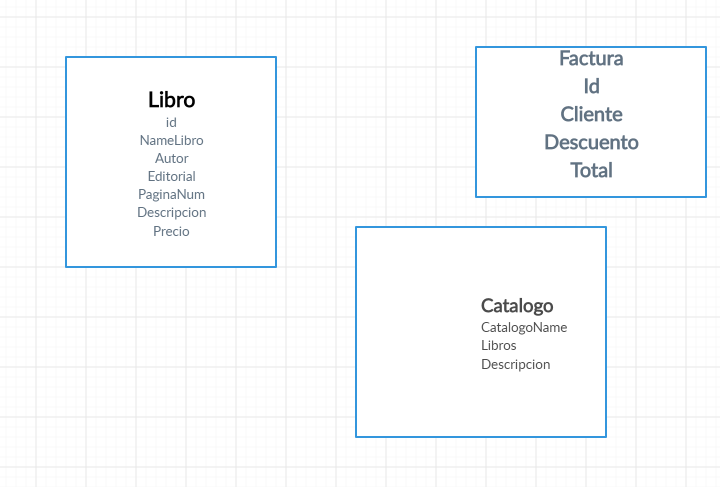 Libro
id
NameLibro
Autor
Editorial
PaginaNum
Descripcion
Precio
Factura
Id
Cliente
Descuento
Total
Catalogo
CatalogoName
Libros
Descripcion